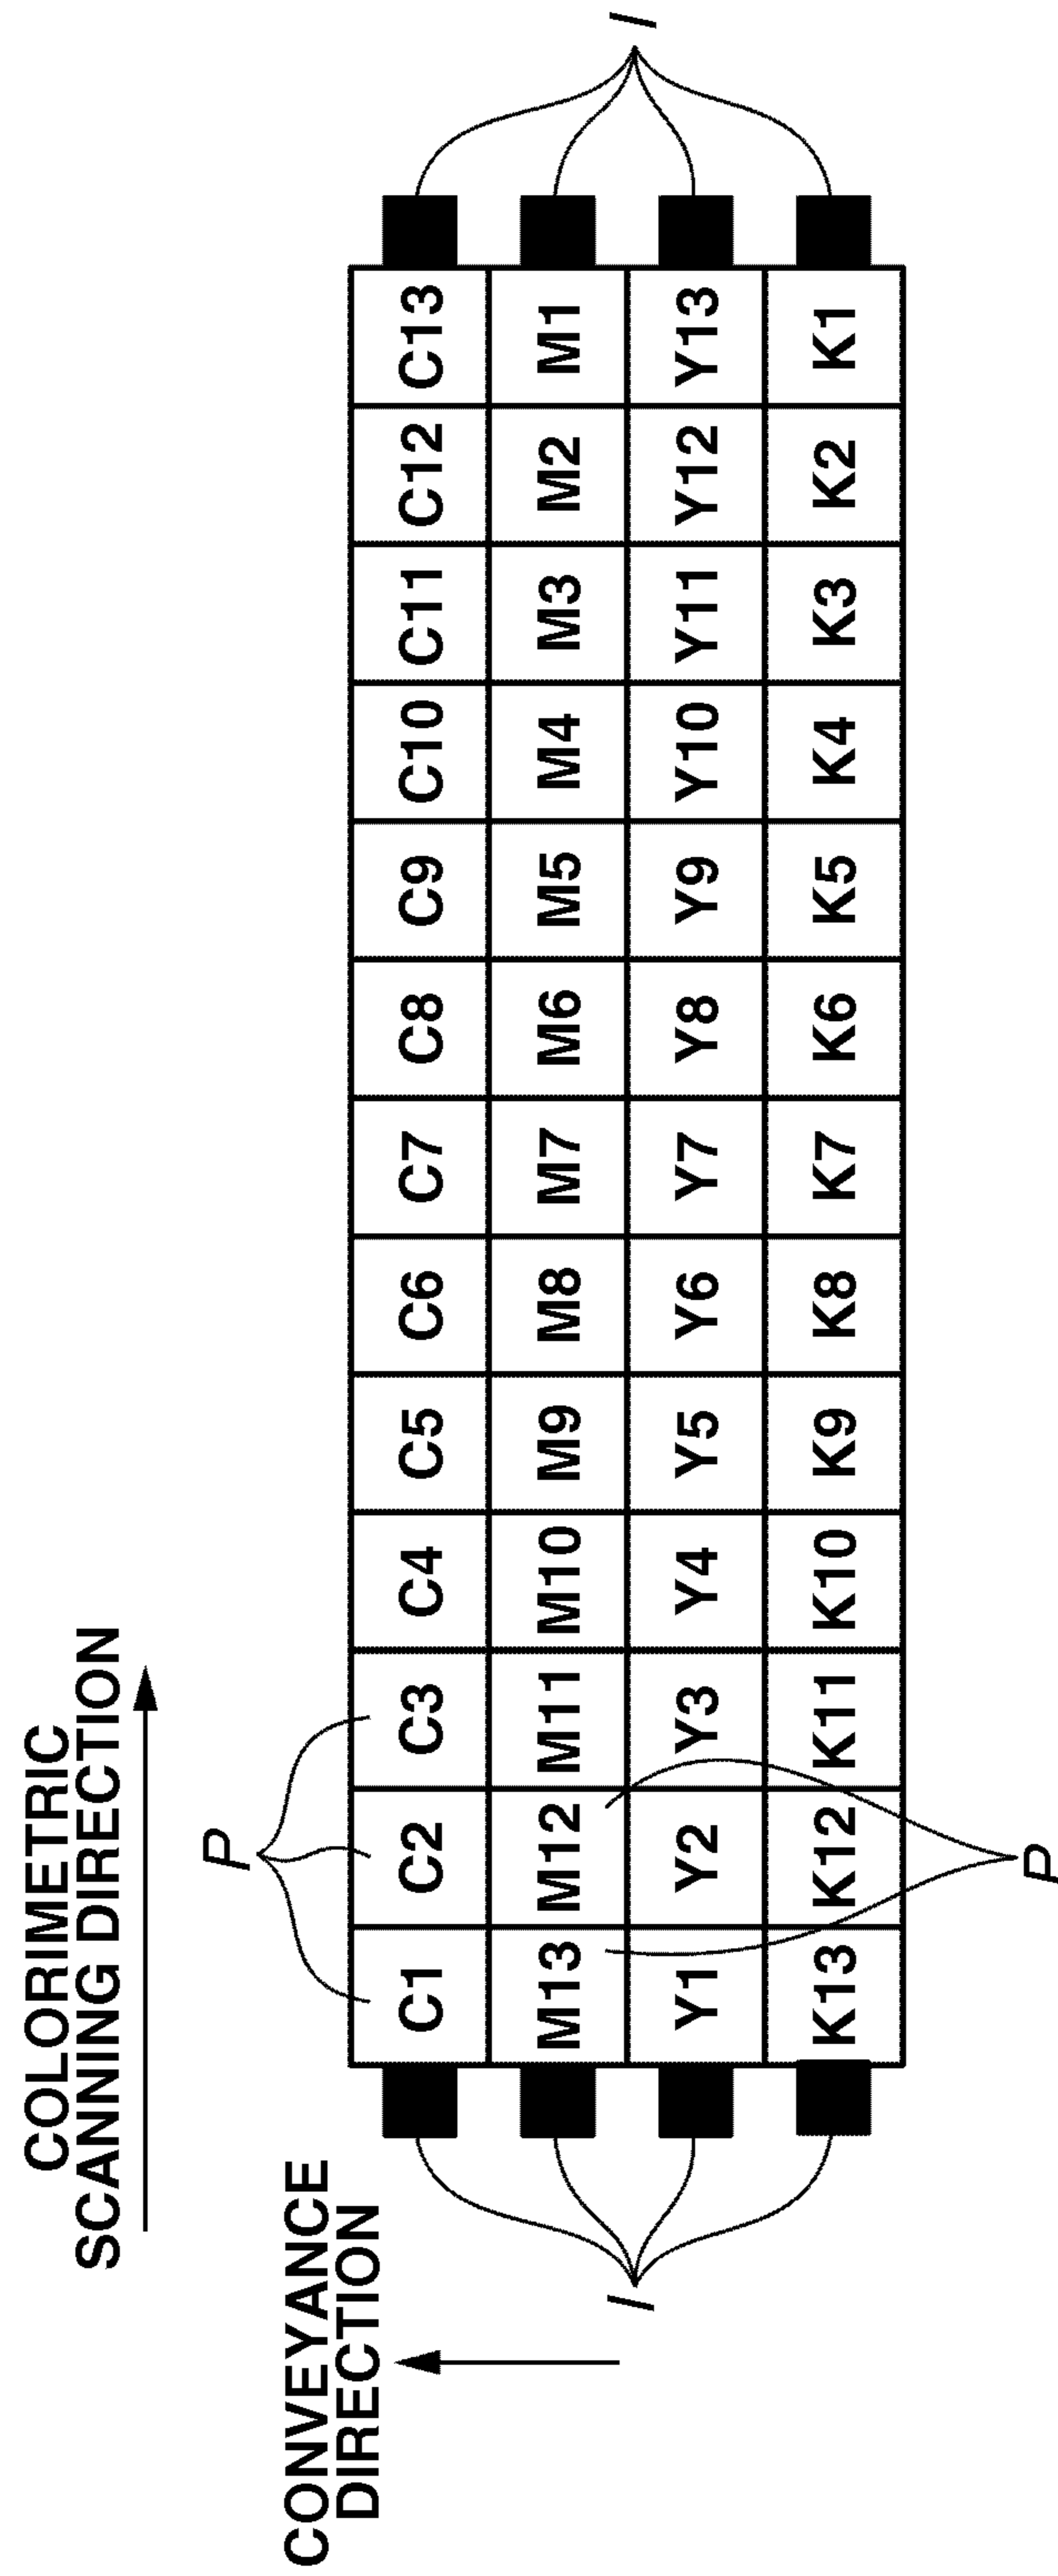 COLORIMETRIC
SCANNING DIRECTION
CONVEYANCE
DIRECTION
P
C1 C2 C3 C4 C5 C6 C7 C8 C9 C10 C11 C12 C13
M13 M12 M11 M10 M9 M8 M7 M6 M5 M4 M3 M2 M1
I I
Y1 Y2 Y3 Y4 Y5 Y6 Y7 Y8 Y9 Y10 Y11 Y12 Y13
K13 K12 K11 K10 K9 K8 K7 K6 K5 K4 K3 K2 K1
P